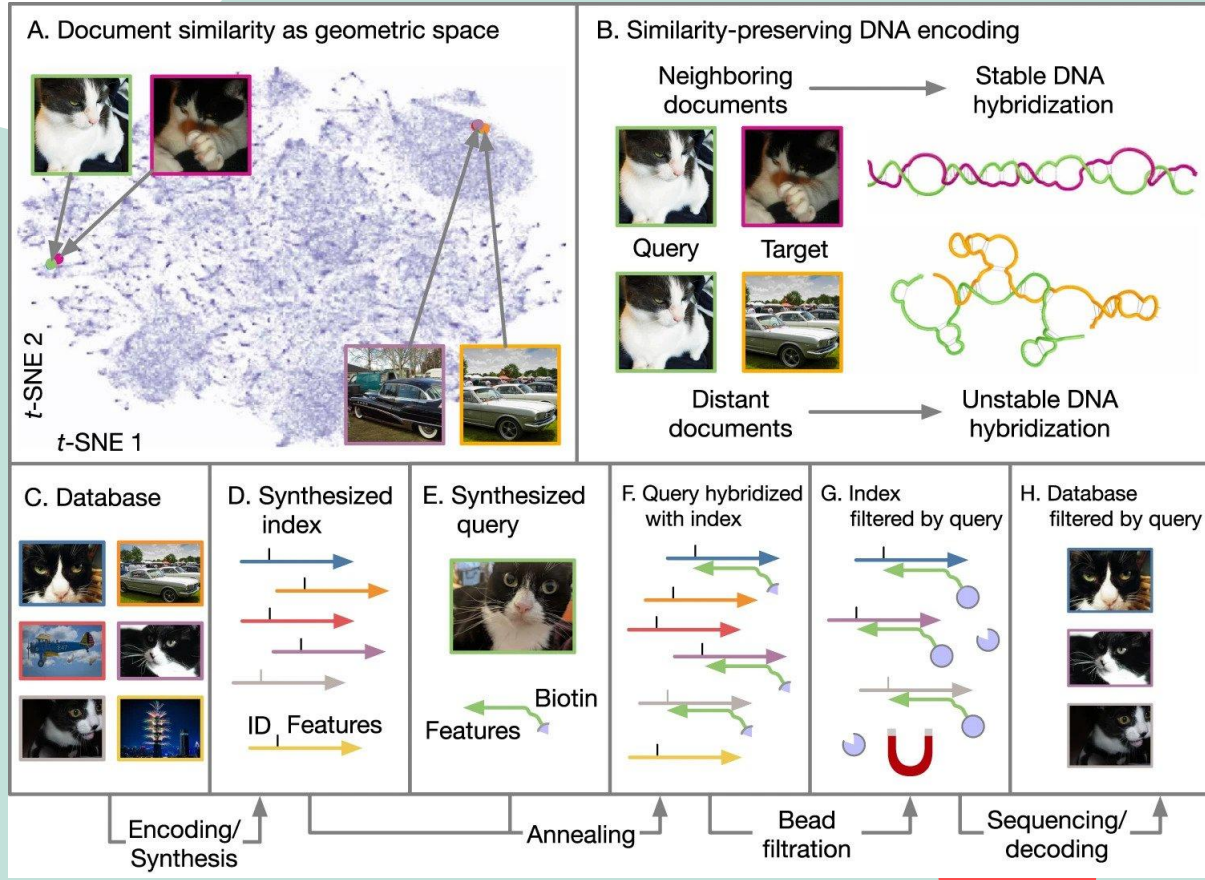 A. Document similarity as geometric space
t-SNE 2
t-SNE 1
B. Similarity-preserving DNA encoding
Neighboring
documents
Stable DNA
hybridization
Query
Target
Distant
documents
Unstable DNA
hybridization
C. Database
D. Synthesized
index
ID
Features
E. Synthesized
query
Biotin
Features
F. Query hybridized
with index
G. Index
filtered by query
H. Database
filtered by query
Encoding/
Synthesis
Annealing
Bead
filtration
Sequencing/
decoding